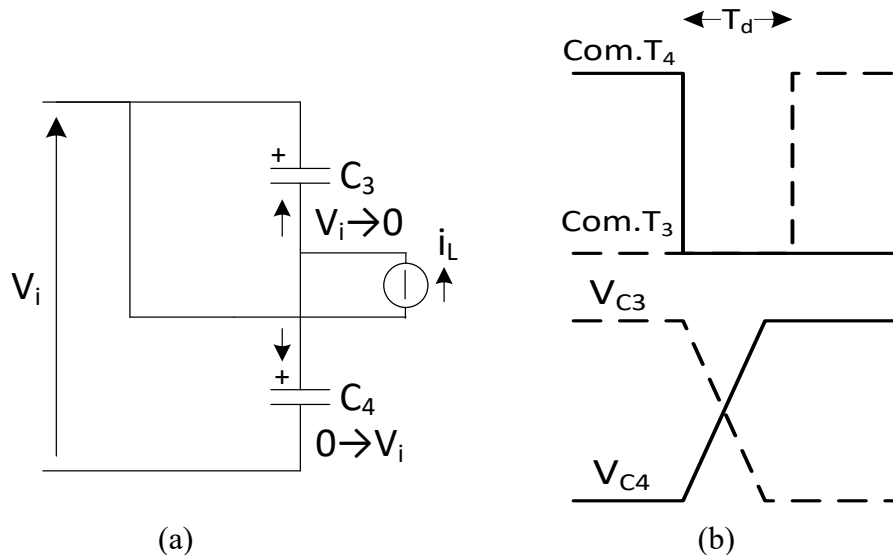 T_d
Com.T_4
+
C_3
V_i→0
i_L
Com.T_3
V_i
V_C3
+
C_4
0→V_i
V_C4
(a)
(b)